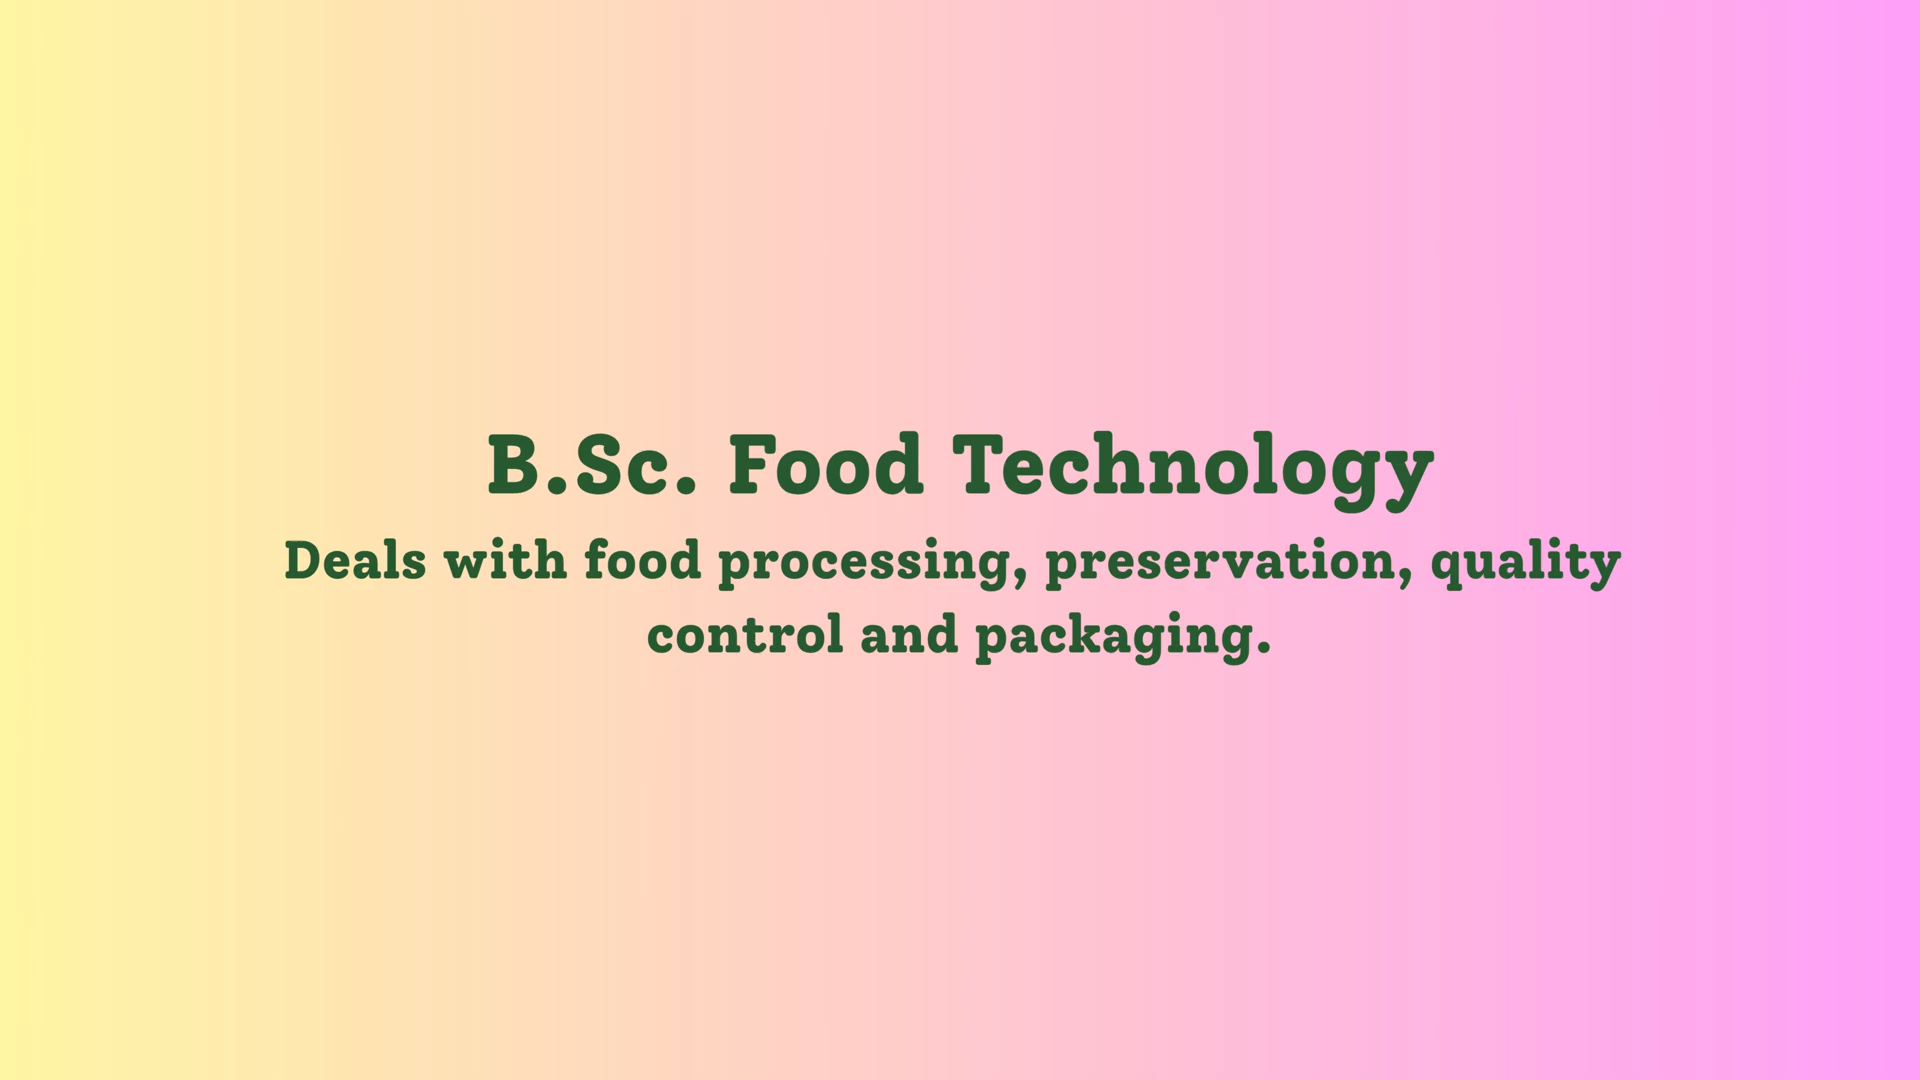 B.Sc. Food Technology
Deals with food processing, preservation, quality
control and packaging.